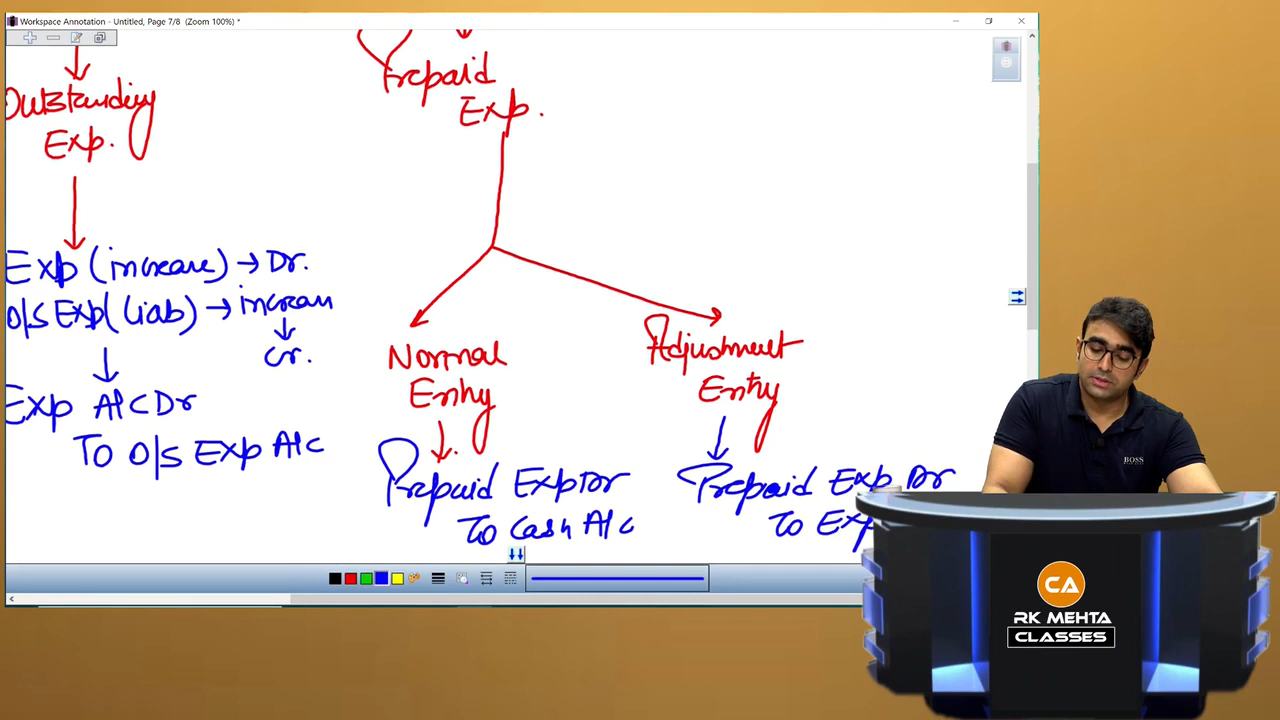 Workspace Annotation - Untitled, Page 7/8 (Zoom 100%) *
Outstanding
Exp.
Exp (increase) → Dr.
O/S Exp (liab) → increase
Cr.
Exp A/C Dr
To O/S Exp A/C
Prepaid
Exp.
Normal
Entry
Prepaid Exp Dr
To Cash A/C
Adjustment
Entry
Prepaid Exp Dr
To Exp
BOSS
CA
RK MEHTA
CLASSES